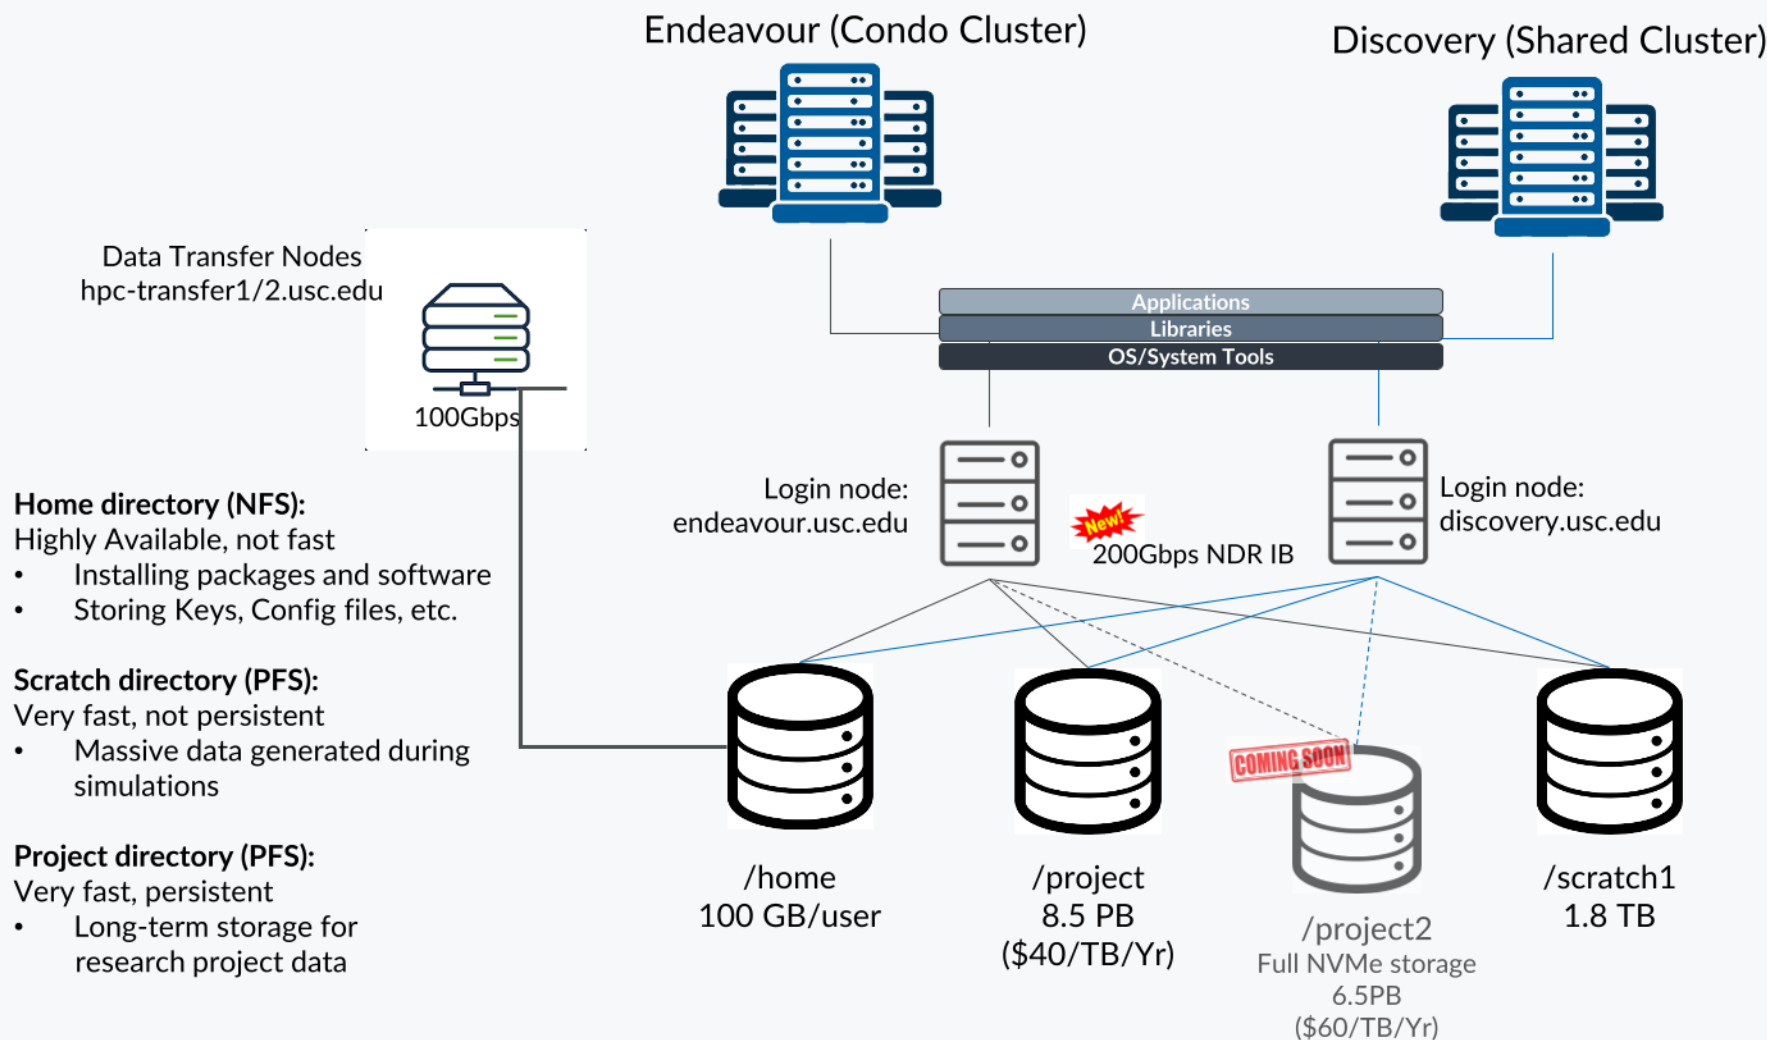 Endeavour (Condo Cluster)
Discovery (Shared Cluster)
Data Transfer Nodes
hpc-transfer1/2.usc.edu
100Gbps
Applications
Libraries
OS/System Tools
Login node:
endeavour.usc.edu
New!
200Gbps NDR IB
Login node:
discovery.usc.edu
Home directory (NFS):
Highly Available, not fast
• Installing packages and software
• Storing Keys, Config files, etc.
Scratch directory (PFS):
Very fast, not persistent
• Massive data generated during
simulations
Project directory (PFS):
Very fast, persistent
• Long-term storage for
research project data
/home
100 GB/user
/project
8.5 PB
($40/TB/Yr)
COMING SOON
/project2
Full NVMe storage
6.5PB
($60/TB/Yr)
/scratch1
1.8 TB